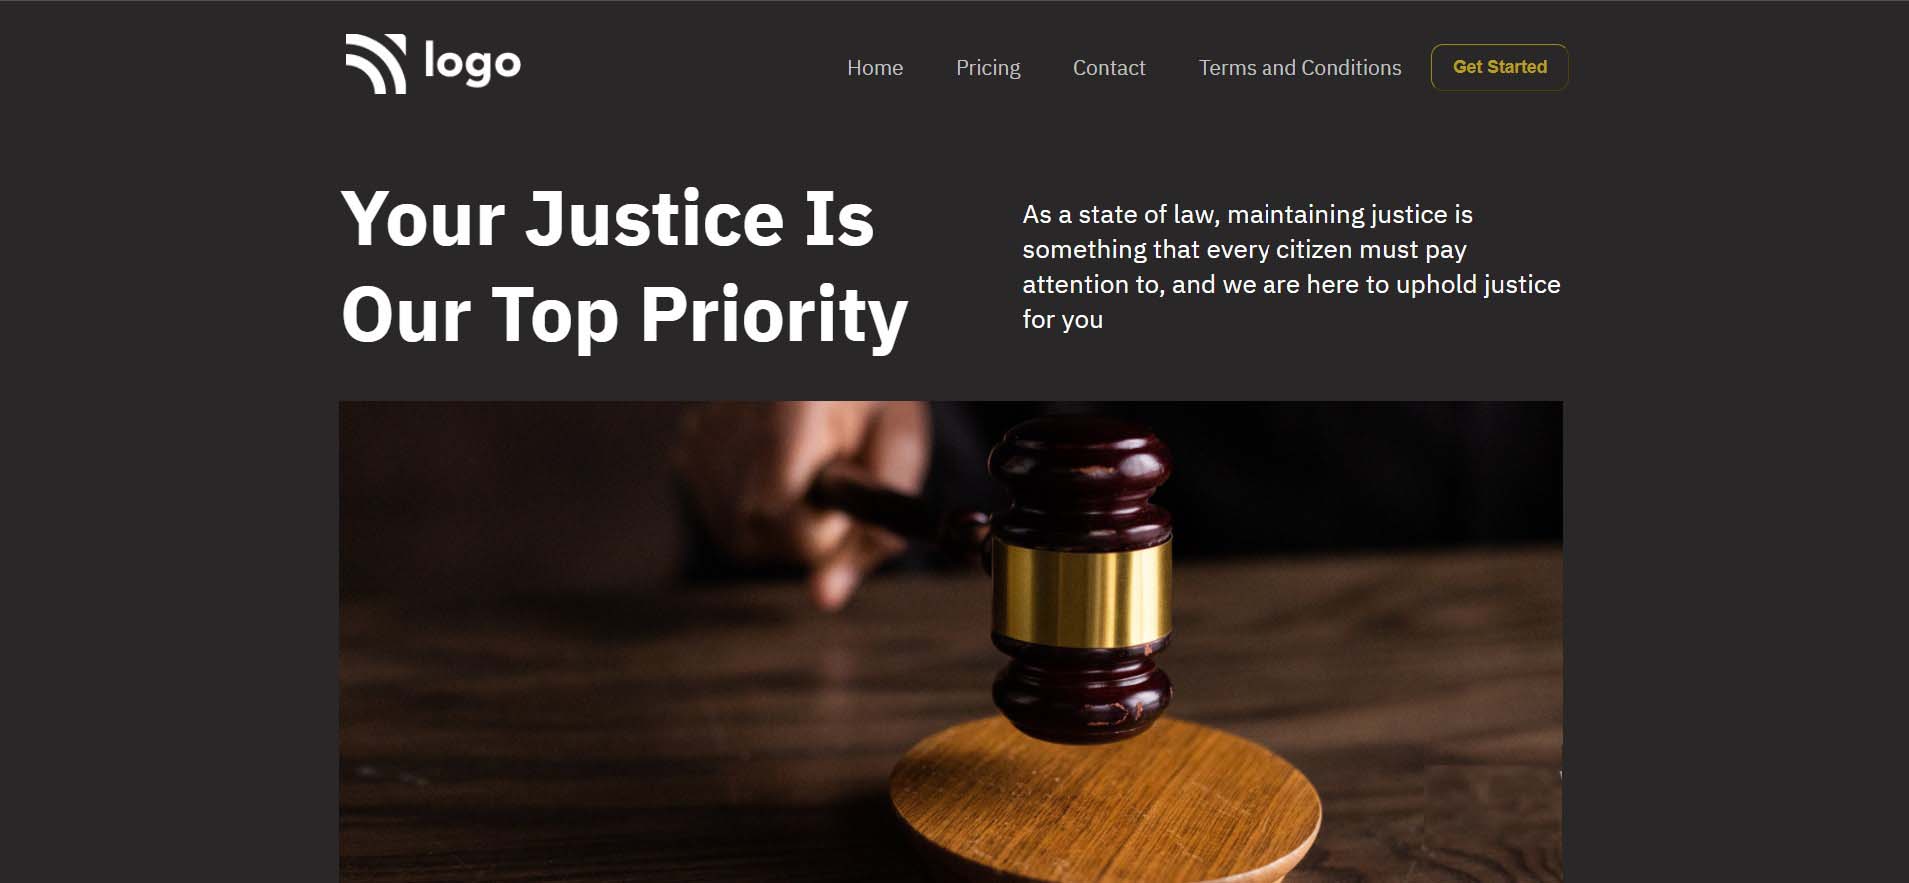 logo
Home Pricing Contact Terms and Conditions Get Started
Your Justice Is
Our Top Priority
As a state of law, maintaining justice is
something that every citizen must pay
attention to, and we are here to uphold justice
for you